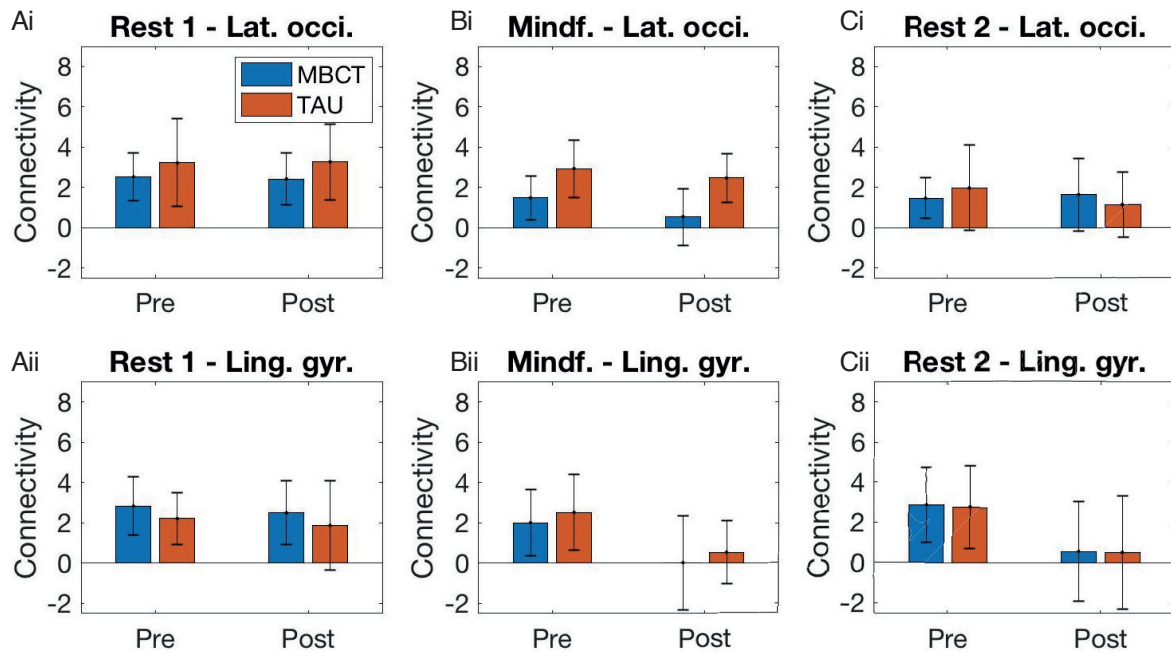 Ai
Rest 1 - Lat. occi.
Connectivity
8
6
4
2
0
-2
MBCT
TAU
Pre
Post
Bi
Mindf. - Lat. occi.
Connectivity
8
6
4
2
0
-2
Pre
Post
Ci
Rest 2 - Lat. occi.
Connectivity
8
6
4
2
0
-2
Pre
Post
Aii
Rest 1 - Ling. gyr.
Connectivity
8
6
4
2
0
-2
Pre
Post
Bii
Mindf. - Ling. gyr.
Connectivity
8
6
4
2
0
-2
Pre
Post
Cii
Rest 2 - Ling. gyr.
Connectivity
8
6
4
2
0
-2
Pre
Post